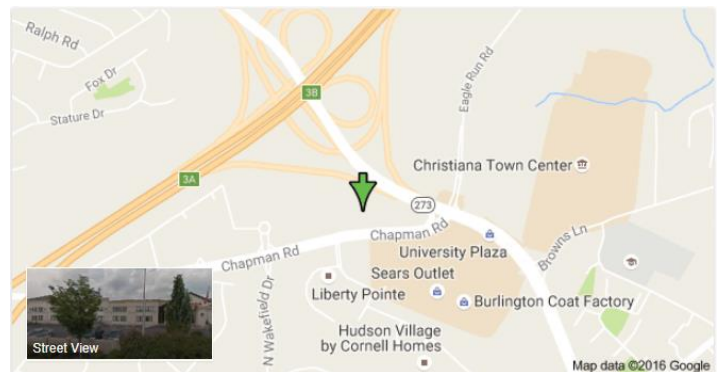 Ralph Rd
Fox Dr
Stature Dr
3B
Eagle Run Rd
Christiana Town Center
3A
273
Chapman Rd
University Plaza
Browns Ln
Chapman Rd
Sears Outlet
Liberty Pointe
Burlington Coat Factory
N Wakefield Dr
Hudson Village
by Cornell Homes
Street View
Map data ©2016 Google